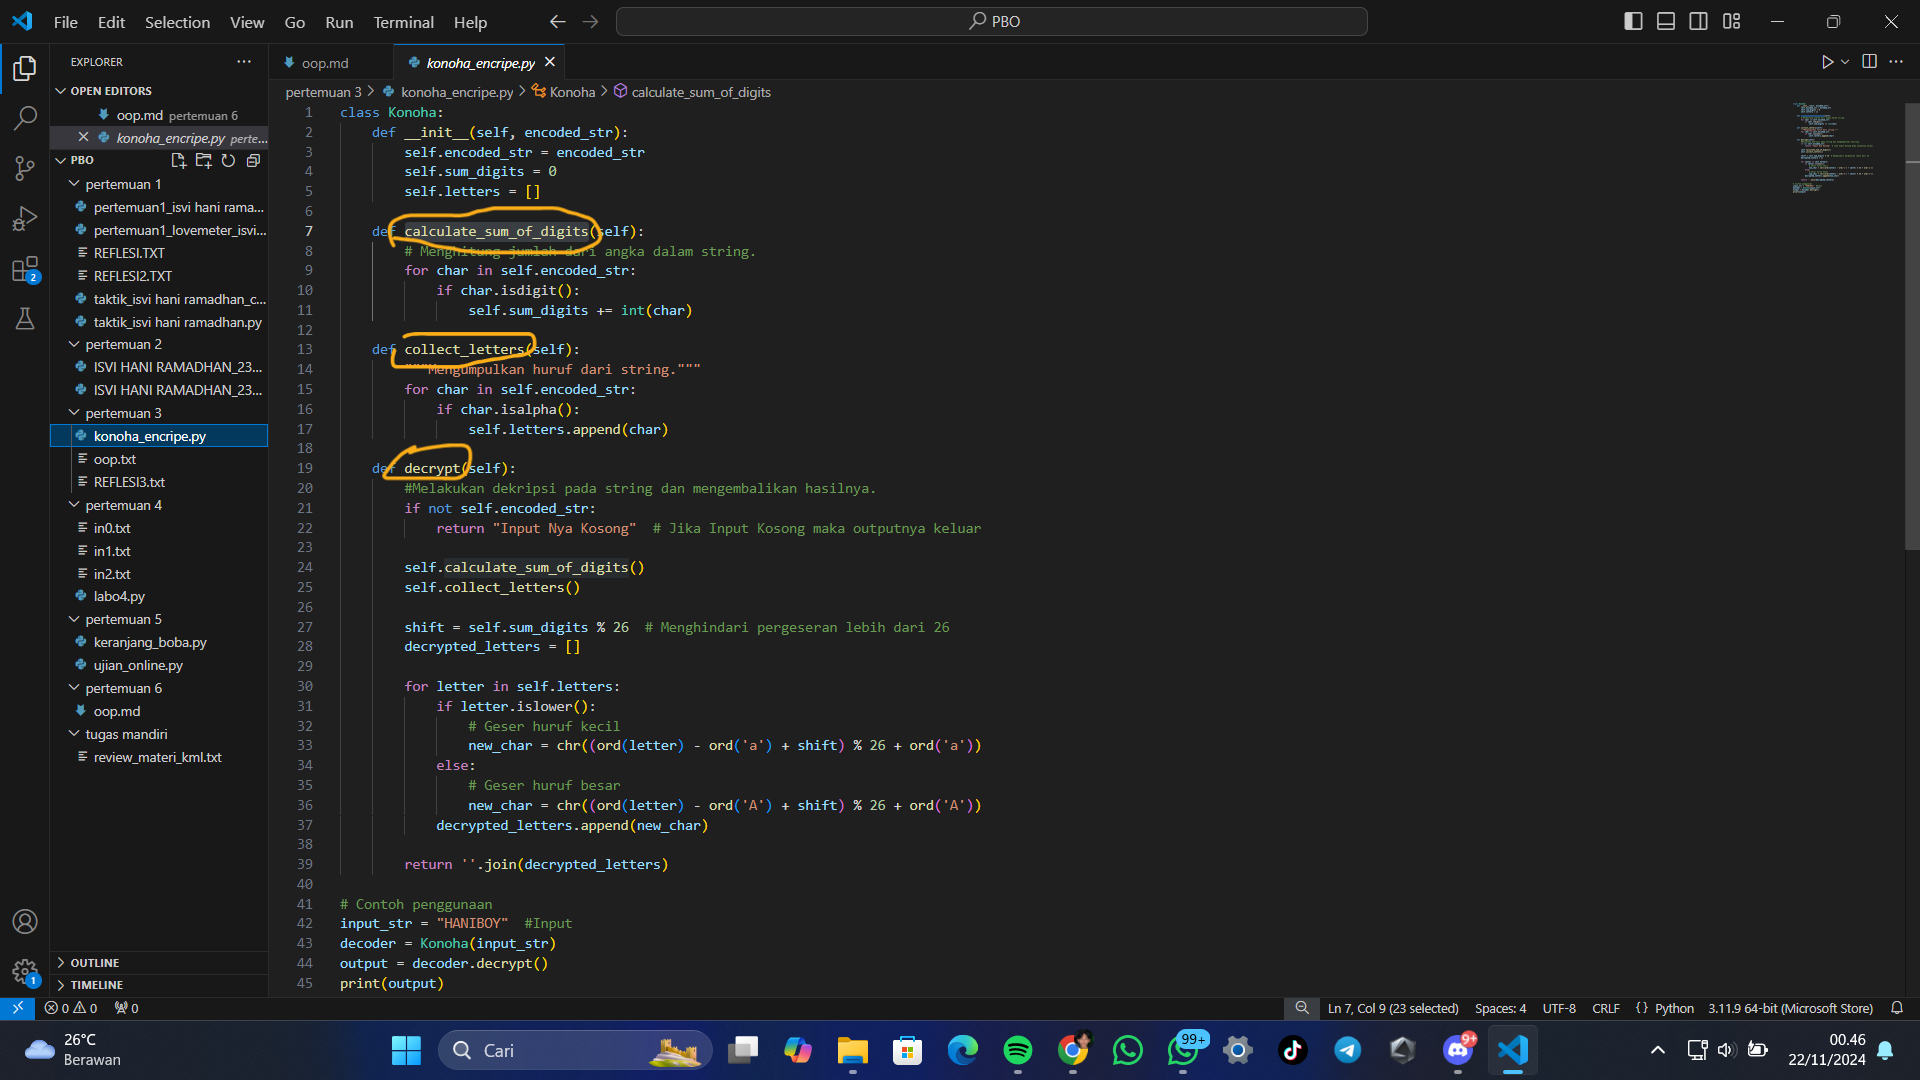 File Edit Selection View Go Run Terminal Help
PBO
EXPLORER
OPEN EDITORS
oop.md pertemuan 6
konoha_encripe.py perte...
PBO
pertemuan 1
pertemuan1_isvi hani rama...
pertemuan1_lovemeter_isvi...
REFLESI.TXT
REFLESI2.TXT
taktik_isvi hani ramadhan_c...
taktik_isvi hani ramadhan.py
pertemuan 2
ISVI HANI RAMADHAN_23...
ISVI HANI RAMADHAN_23...
pertemuan 3
konoha_encripe.py
oop.txt
REFLESI3.txt
pertemuan 4
in0.txt
in1.txt
in2.txt
labo4.py
pertemuan 5
keranjang_boba.py
ujian_online.py
pertemuan 6
oop.md
tugas mandiri
review_materi_kml.txt
OUTLINE
TIMELINE
oop.md
konoha_encripe.py
pertemuan 3 > konoha_encripe.py > Konoha > calculate_sum_of_digits
1 class Konoha:
2 def __init__(self, encoded_str):
3 self.encoded_str = encoded_str
4 self.sum_digits = 0
5 self.letters = []
6
7 def calculate_sum_of_digits(self):
8 # Menghitung jumlah dari angka dalam string.
9 for char in self.encoded_str:
10 if char.isdigit():
11 self.sum_digits += int(char)
12
13 def collect_letters(self):
14 """Mengumpulkan huruf dari string."""
15 for char in self.encoded_str:
16 if char.isalpha():
17 self.letters.append(char)
18
19 def decrypt(self):
20 #Melakukan dekripsi pada string dan mengembalikan hasilnya.
21 if not self.encoded_str:
22 return "Input Nya Kosong" # Jika Input Kosong maka outputnya keluar
23
24 self.calculate_sum_of_digits()
25 self.collect_letters()
26
27 shift = self.sum_digits % 26 # Menghindari pergeseran lebih dari 26
28 decrypted_letters = []
29
30 for letter in self.letters:
31 if letter.islower():
32 # Geser huruf kecil
33 new_char = chr((ord(letter) - ord('a') + shift) % 26 + ord('a'))
34 else:
35 # Geser huruf besar
36 new_char = chr((ord(letter) - ord('A') + shift) % 26 + ord('A'))
37 decrypted_letters.append(new_char)
38
39 return ''.join(decrypted_letters)
40
41 # Contoh penggunaan
42 input_str = "HANIBOY" #Input
43 decoder = Konoha(input_str)
44 output = decoder.decrypt()
45 print(output)
2
1
0 0 0
Ln 7, Col 9 (23 selected) Spaces: 4 UTF-8 CRLF {} Python 3.11.9 64-bit (Microsoft Store)
26°C
Berawan
Cari
99+
9+
00.46
22/11/2024